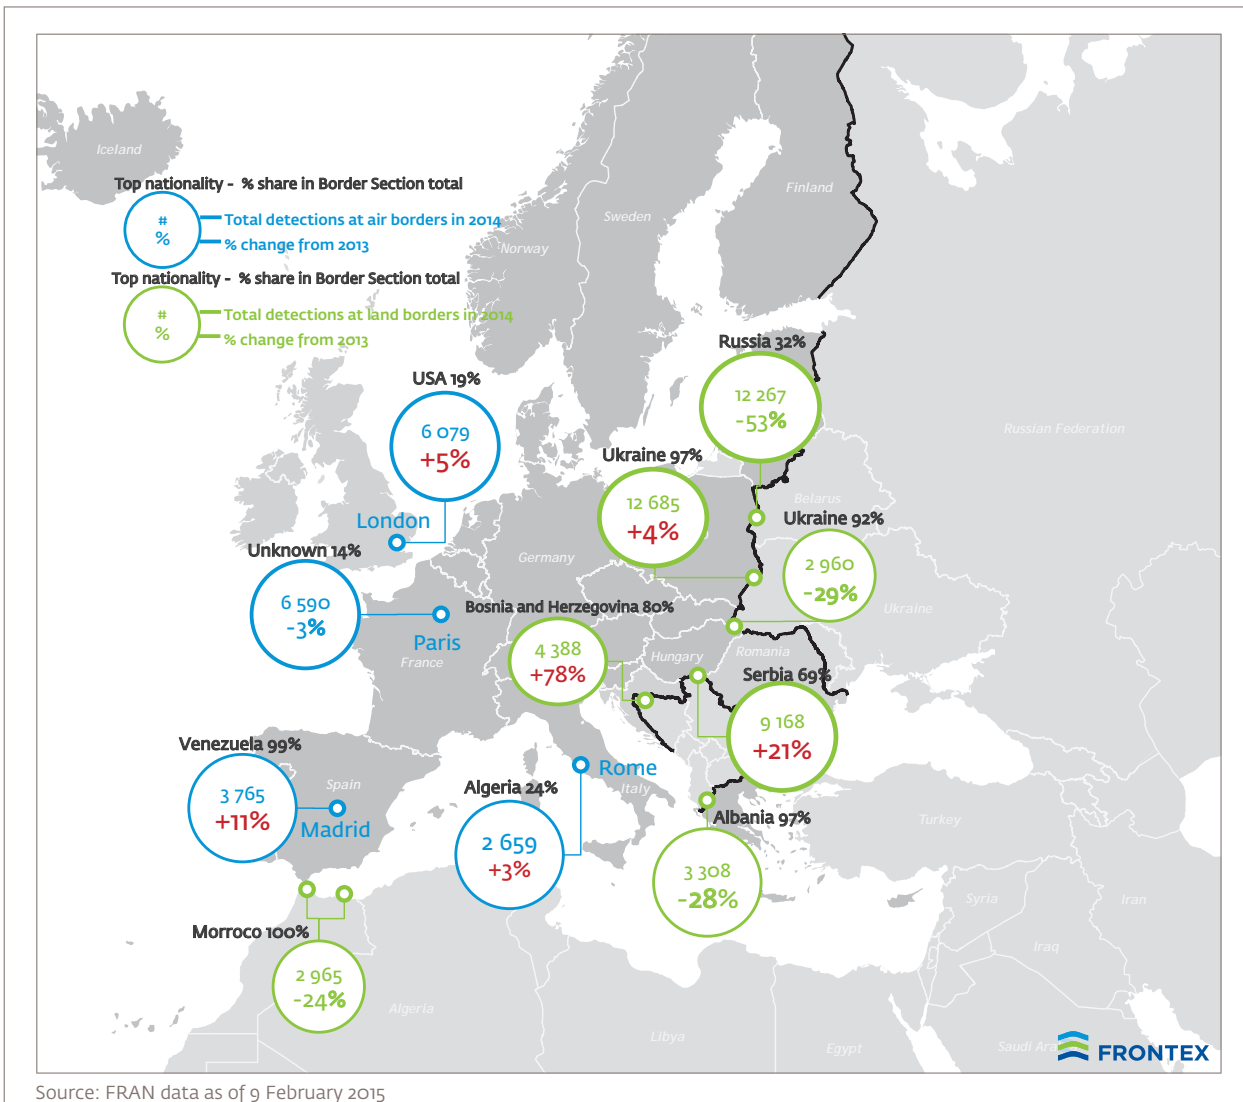 Iceland
Top nationality - % share in Border Section total
#
%
Total detections at air borders in 2014
% change from 2013
Top nationality - % share in Border Section total
#
%
Total detections at land borders in 2014
% change from 2013
Finland
Sweden
Norway
Russia 32%
12 267
-53%
USA 19%
6 079
+5%
London
Russian Federation
Ukraine 97%
12 685
+4%
Belarus
Ukraine 92%
2 960
-29%
Ukraine
Germany
Unknown 14%
6 590
-3%
Paris
France
Bosnia and Herzegovina 80%
4 388
+78%
Hungary
Romania
Serbia 69%
9 168
+21%
Venezuela 99%
3 765
+11%
Spain
Madrid
Rome
Italy
Algeria 24%
2 659
+3%
Albania 97%
3 308
-28%
Turkey
Syria
Iran
Iraq
Morroco 100%
2 965
-24%
Algeria
Libya
Egypt
Saudi Ara
FRONTEX
Source: FRAN data as of 9 February 2015